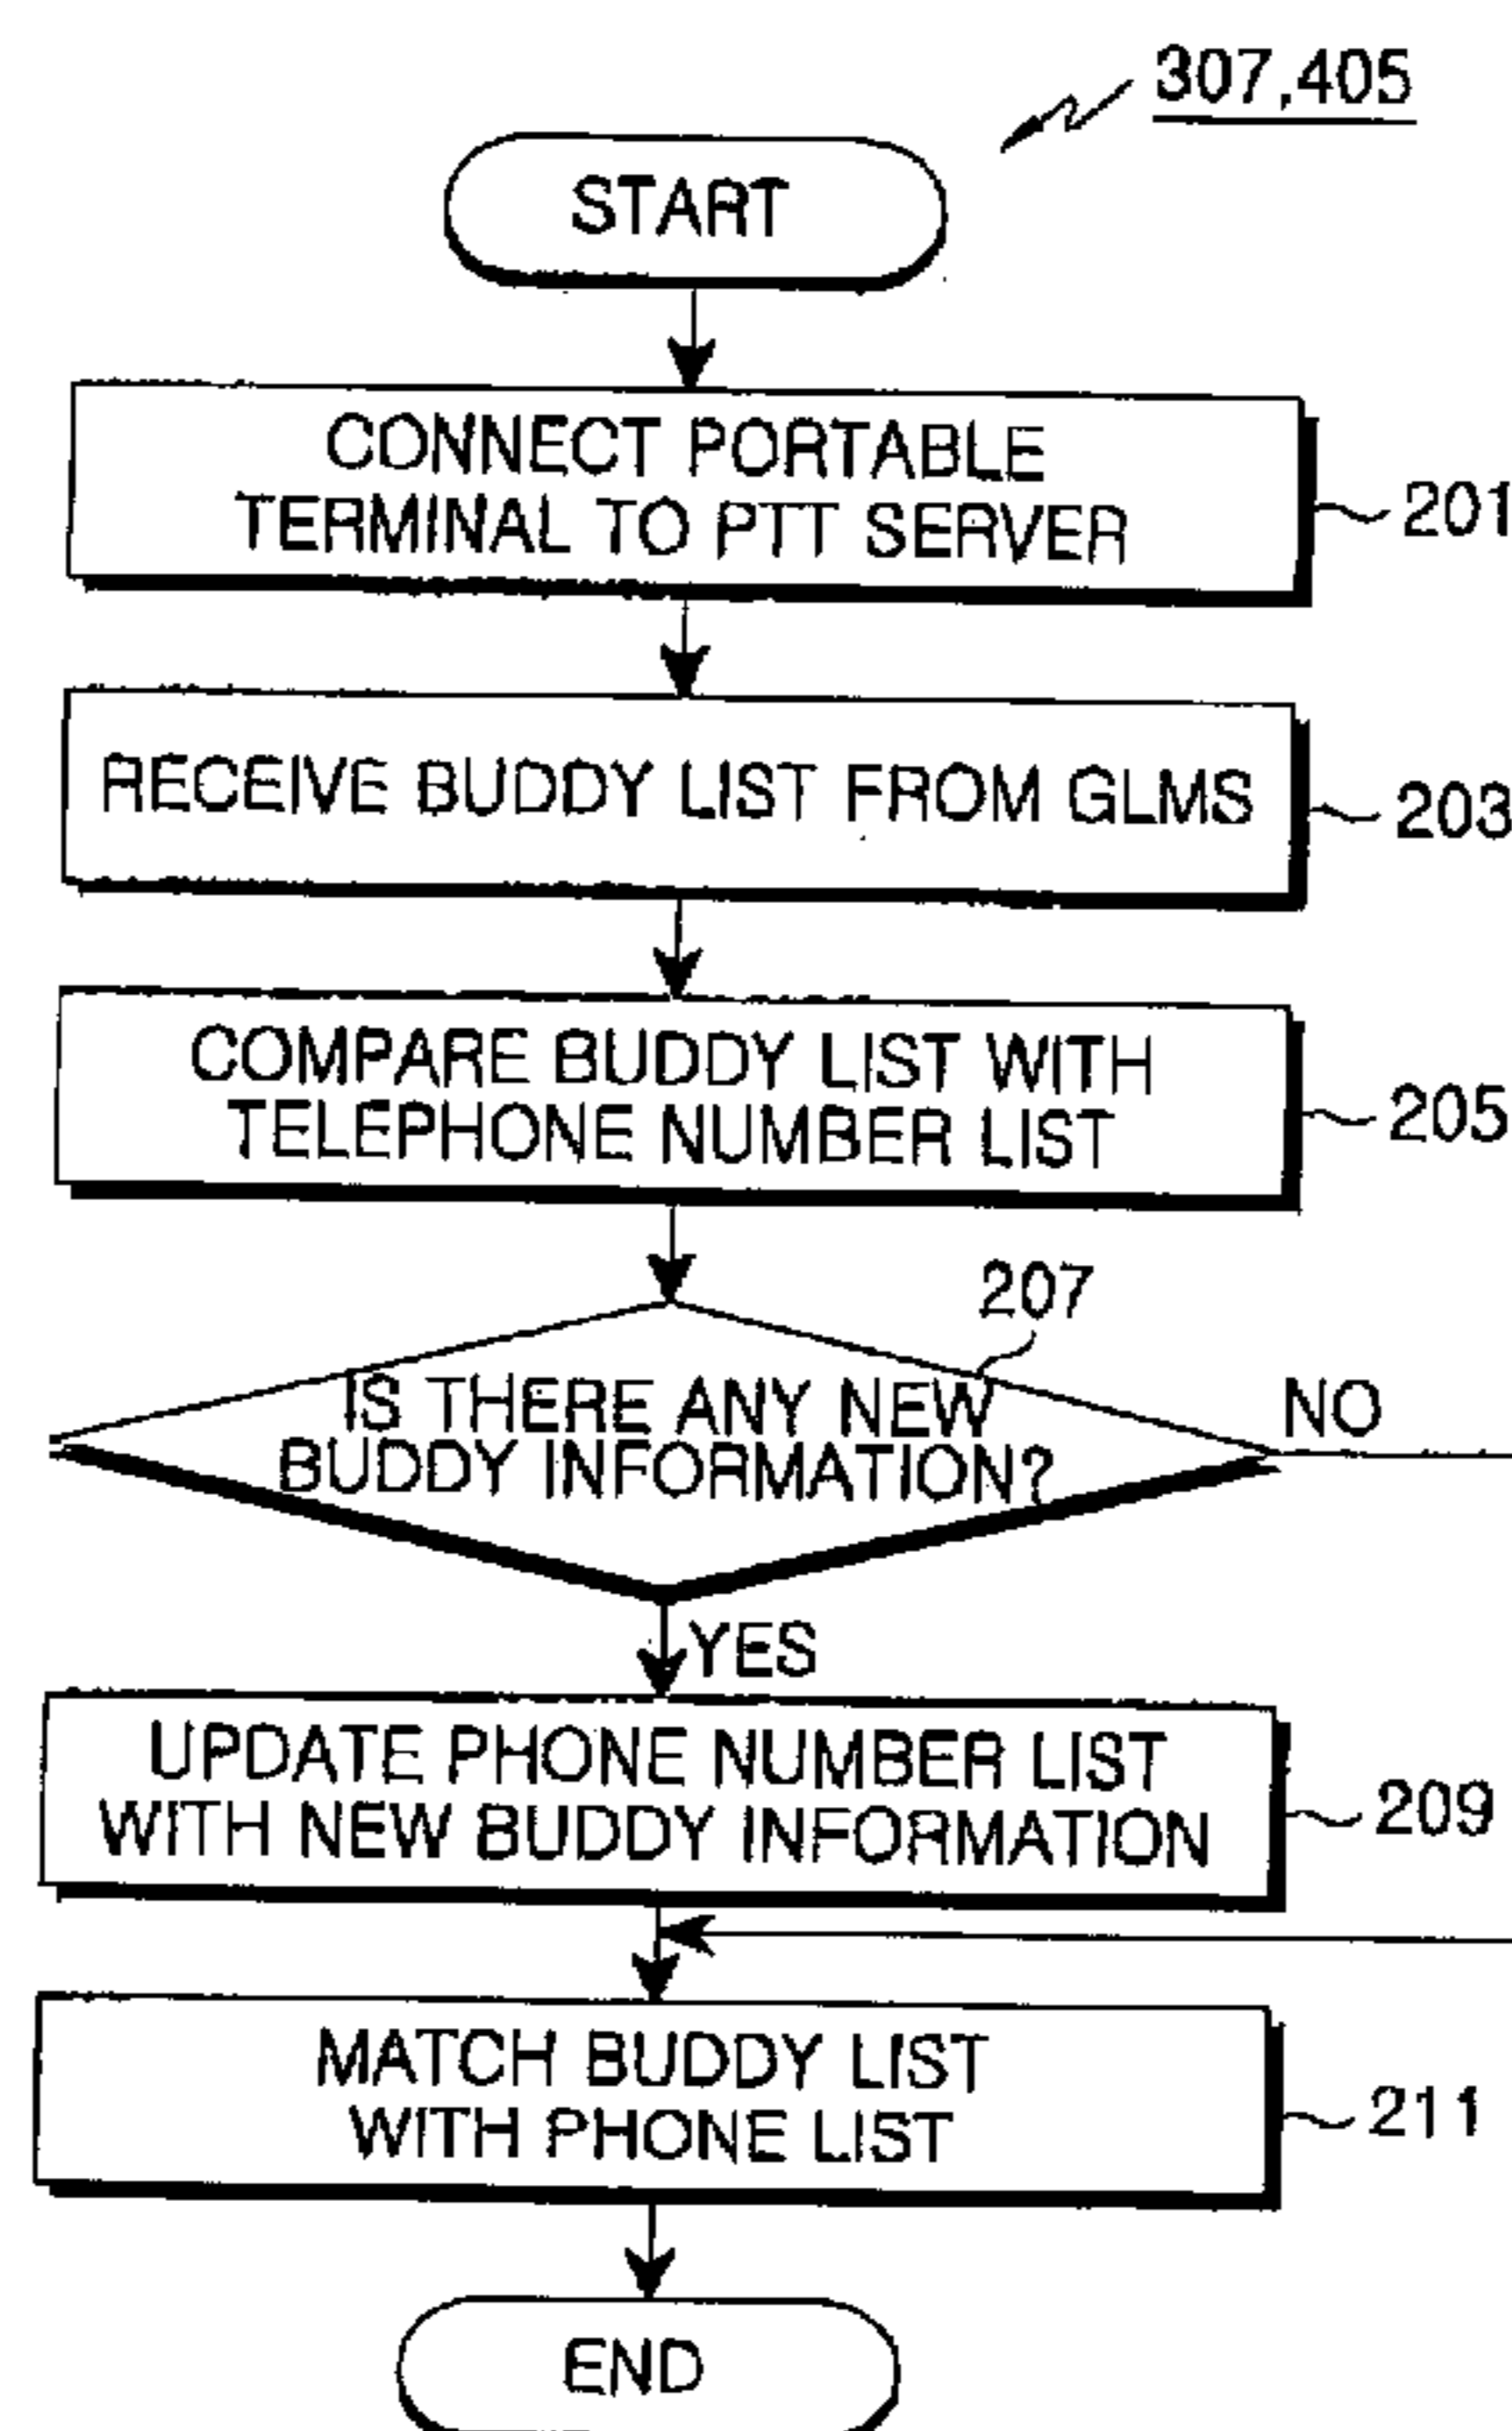 307,405
START
CONNECT PORTABLE
TERMINAL TO PTT SERVER
201
RECEIVE BUDDY LIST FROM GLMS
203
COMPARE BUDDY LIST WITH
TELEPHONE NUMBER LIST
205
207
IS THERE ANY NEW
BUDDY INFORMATION?
NO
YES
UPDATE PHONE NUMBER LIST
WITH NEW BUDDY INFORMATION
209
MATCH BUDDY LIST
WITH PHONE LIST
211
END